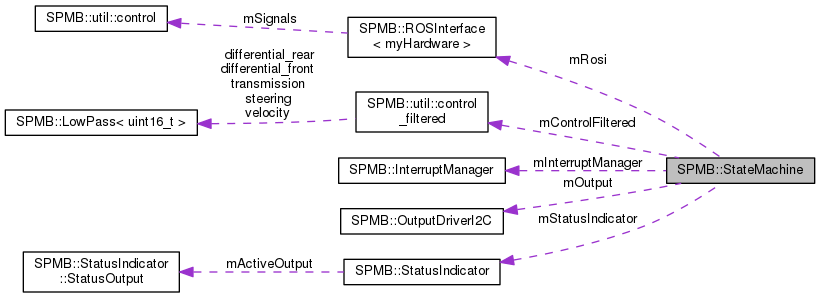 SPMB::util::control
mSignals
SPMB::ROSInterface
< myHardware >
differential_rear
differential_front
transmission
steering
velocity
mRosi
SPMB::LowPass< uint16_t >
SPMB::util::control
_filtered
mControlFiltered
SPMB::InterruptManager
mInterruptManager
SPMB::StateMachine
mOutput
SPMB::OutputDriverI2C
mStatusIndicator
SPMB::StatusIndicator
::StatusOutput
mActiveOutput
SPMB::StatusIndicator